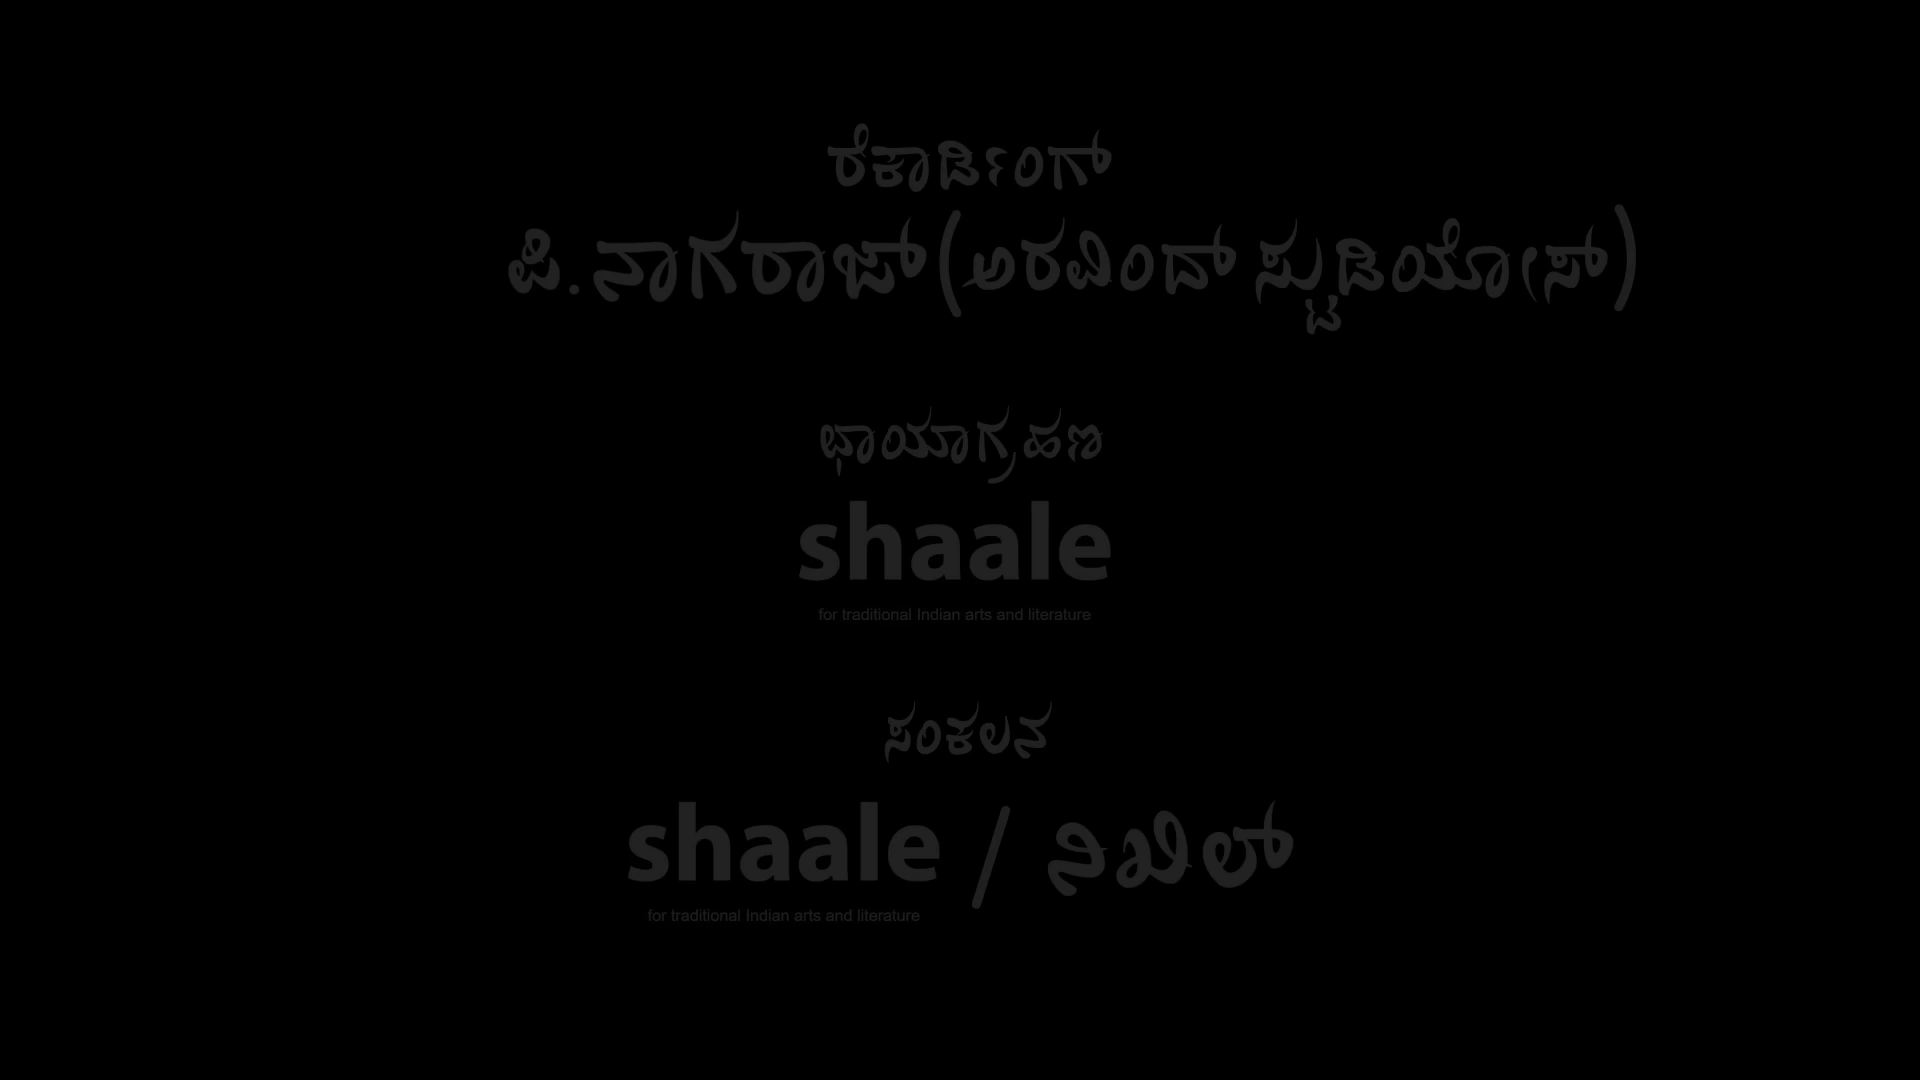 ರೆಕಾರ್ಡಿಂಗ್
ಪಿ.ನಾಗರಾಜ್(ಅರವಿಂದ್ ಸ್ಟುಡಿಯೋಸ್)
ಛಾಯಾಗ್ರಹಣ
shaale
for traditional Indian arts and literature
ಸಂಕಲನ
shaale / ನಿಖಿಲ್
for traditional Indian arts and literature